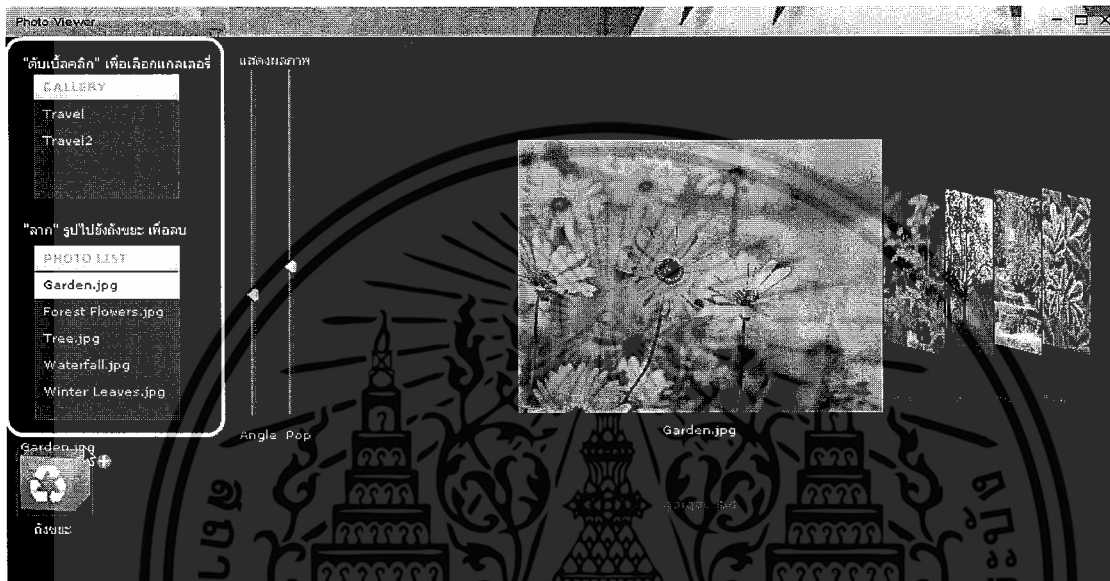 Photo Viewer
"ดับเบิ้ลคลิก" เพื่อเลือกแกลเลอรี่
GALLERY
Travel
Travel2
"ลาก" รูปไปยังถังขยะ เพื่อลบ
PHOTO LIST
Garden.jpg
Forest Flowers.jpg
Tree.jpg
Waterfall.jpg
Winter Leaves.jpg
Garden.jpg
ถังขยะ
แสดงผลภาพ
Angle Pop
Garden.jpg